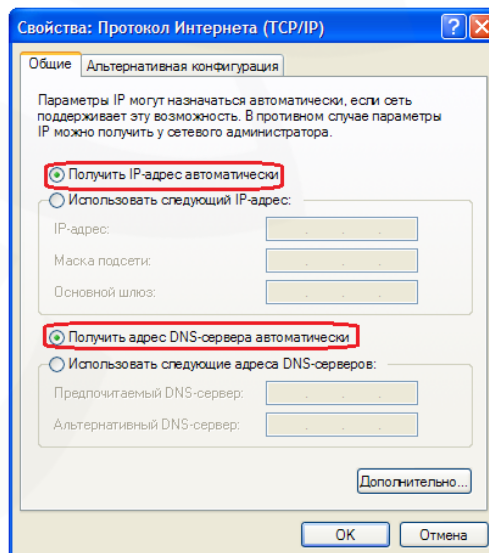 Свойства: Протокол Интернета (TCP/IP)
Общие
Альтернативная конфигурация
Параметры IP могут назначаться автоматически, если сеть
поддерживает эту возможность. В противном случае параметры
IP можно получить у сетевого администратора.
Получить IP-адрес автоматически
Использовать следующий IP-адрес:
IP-адрес:
Маска подсети:
Основной шлюз:
Получить адрес DNS-сервера автоматически
Использовать следующие адреса DNS-серверов:
Предпочитаемый DNS-сервер:
Альтернативный DNS-сервер:
Дополнительно...
OK
Отмена